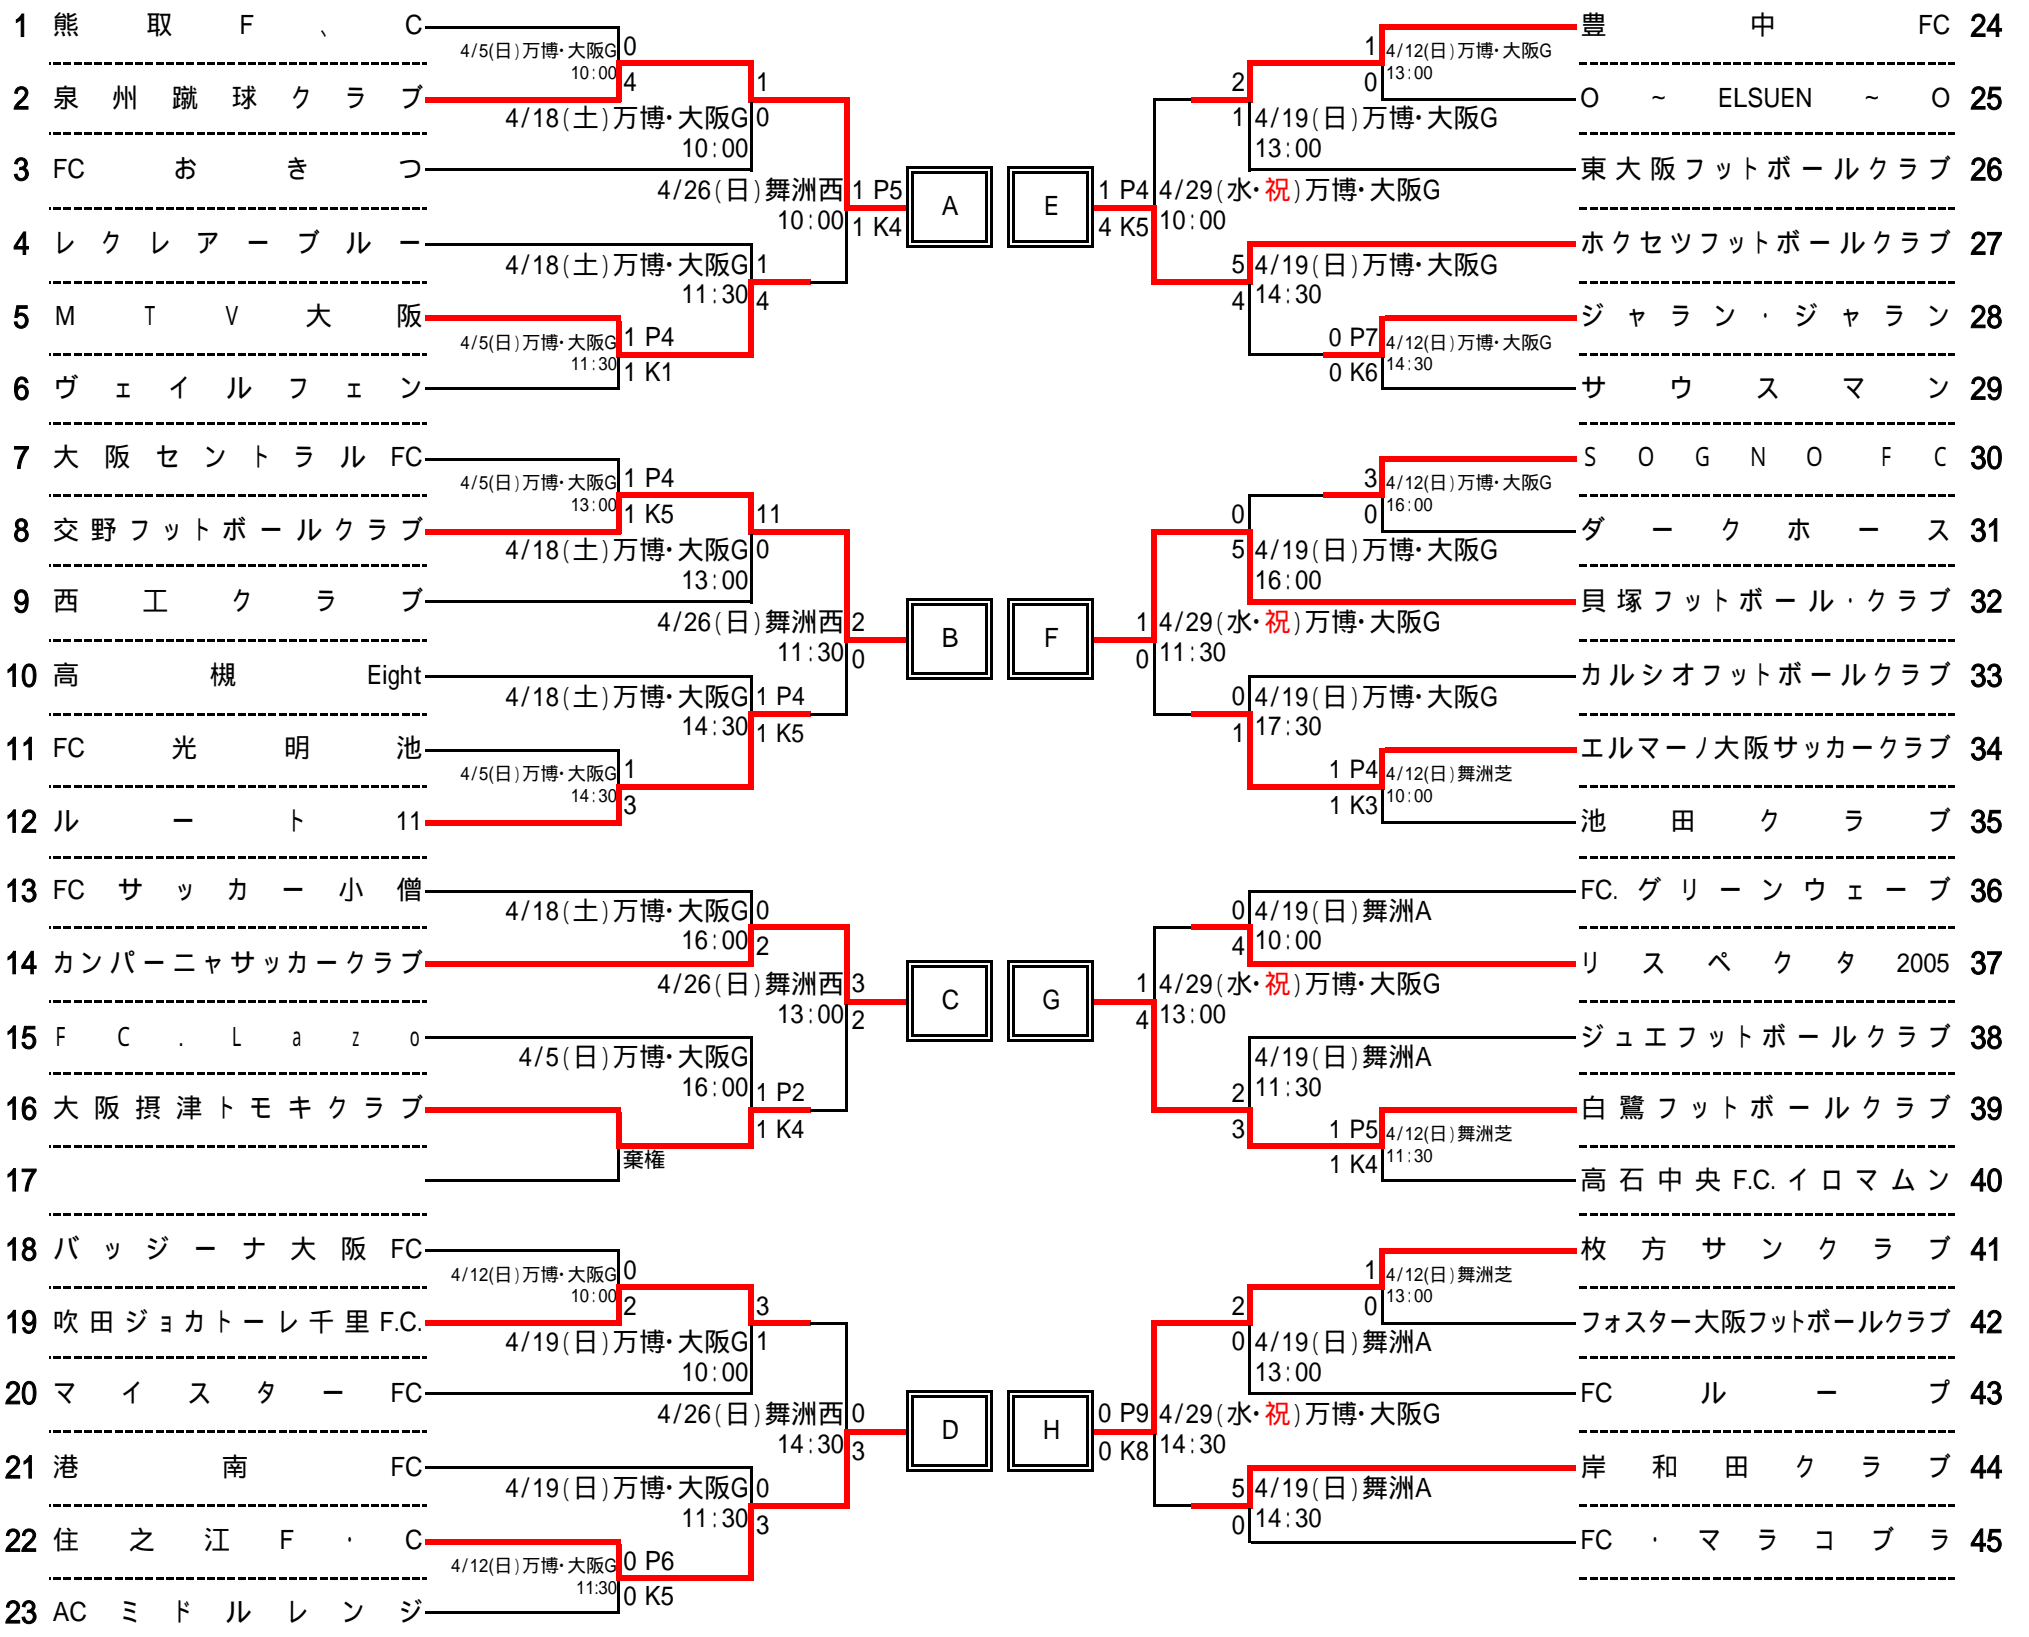 1 熊取F、C
4/5(日)万博・大阪G 0
10:00 4
2 泉州蹴球クラブ
1
4/18(土)万博・大阪G 0
10:00
3 FCおきつ
4/26(日)舞洲西 1 P5
10:00 1 K4
A
4 レクレアーブルー
4/18(土)万博・大阪G 1
11:30 4
5 MTV大阪
4/5(日)万博・大阪G 1 P4
11:30 1 K1
6 ヴェイルフェン
7 大阪セントラルFC
4/5(日)万博・大阪G 1 P4
13:00 1 K5
8 交野フットボールクラブ
11
4/18(土)万博・大阪G 0
13:00
9 西工クラブ
4/26(日)舞洲西 2
11:30 0
B
10 高槻Eight
4/18(土)万博・大阪G 1 P4
14:30 1 K5
11 FC光明池
4/5(日)万博・大阪G 1
14:30 3
12 ルート11
13 FCサッカー小僧
4/18(土)万博・大阪G 0
16:00 2
14 カンパーニャサッカークラブ
4/26(日)舞洲西 3
13:00 2
C
15 FC.Lazo
4/5(日)万博・大阪G
16:00 1 P2
1 K4
16 大阪摂津トモキクラブ
棄権
17
18 バッジーナ大阪FC
4/12(日)万博・大阪G 0
10:00 2
19 吹田ジョカトーレ千里F.C.
3
4/19(日)万博・大阪G 1
10:00
20 マイスターFC
4/26(日)舞洲西 0
14:30 3
D
21 港南FC
4/19(日)万博・大阪G 0
11:30 3
22 住之江F・C
4/12(日)万博・大阪G 0 P6
11:30 0 K5
23 ACミドルレンジ
豊中FC 24
1 4/12(日)万博・大阪G
0 13:00
O~ELSUEN~O 25
2
1 4/19(日)万博・大阪G
13:00
東大阪フットボールクラブ 26
E
1 P4 4/29(水・祝)万博・大阪G
4 K5 10:00
ホクセツフットボールクラブ 27
5 4/19(日)万博・大阪G
4 14:30
ジャラン・ジャラン 28
0 P7 4/12(日)万博・大阪G
0 K6 14:30
サウスマン 29
SOGNO FC 30
3 4/12(日)万博・大阪G
0 16:00
ダークホース 31
0
5 4/19(日)万博・大阪G
16:00
貝塚フットボール・クラブ 32
F
1 4/29(水・祝)万博・大阪G
0 11:30
カルシオフットボールクラブ 33
0 4/19(日)万博・大阪G
1 17:30
エルマーノ大阪サッカークラブ 34
1 P4 4/12(日)舞洲芝
1 K3 10:00
池田クラブ 35
FC.グリーンウェーブ 36
0 4/19(日)舞洲A
4 10:00
リスペクタ2005 37
G
1 4/29(水・祝)万博・大阪G
4 13:00
ジュエフットボールクラブ 38
4/19(日)舞洲A
2 11:30
3
白鷺フットボールクラブ 39
1 P5 4/12(日)舞洲芝
1 K4 11:30
高石中央F.C.イロマムン 40
枚方サンクラブ 41
1 4/12(日)舞洲芝
0 13:00
フォスター大阪フットボールクラブ 42
2
0 4/19(日)舞洲A
13:00
FCループ 43
H
0 P9 4/29(水・祝)万博・大阪G
0 K8 14:30
岸和田クラブ 44
5 4/19(日)舞洲A
0 14:30
FC・マラコブラ 45